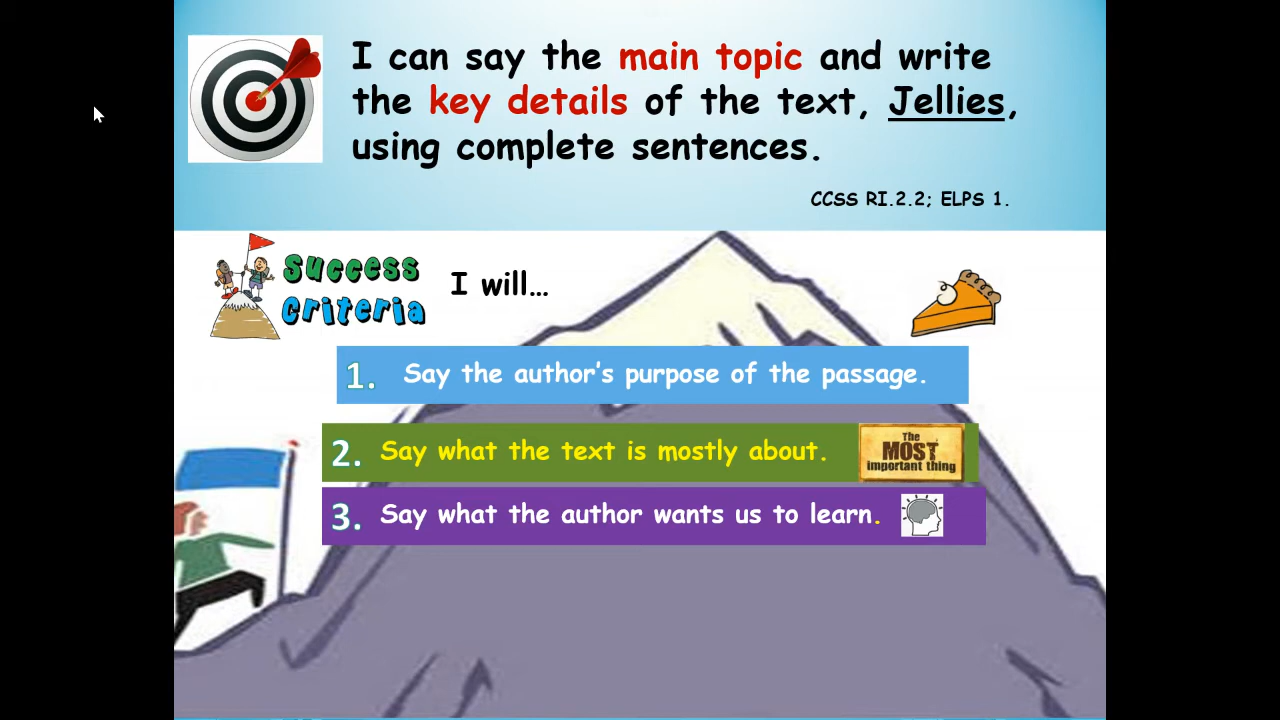 I can say the main topic and write
the key details of the text, Jellies,
using complete sentences.
CCSS RI.2.2; ELPS 1.
Success
Criteria
I will...
1. Say the author's purpose of the passage.
2. Say what the text is mostly about.
The
MOST
important thing
3. Say what the author wants us to learn.